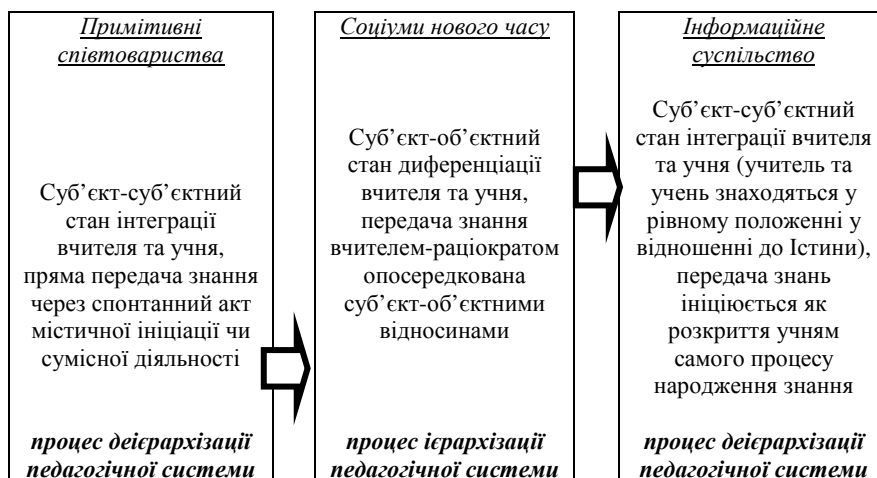 Примітивні
співтовариства
Суб’єкт-суб’єктний
стан інтеграції
вчителя та учня,
пряма передача знання
через спонтанний акт
містичної ініціації чи
сумісної діяльності
процес деієрархізації
педагогічної системи
Соціуми нового часу
Суб’єкт-об’єктний
стан диференціації
вчителя та учня,
передача знання
вчителем-раціократом
опосередкована
суб’єкт-об’єктними
відносинами
процес ієрархізації
педагогічної системи
Інформаційне
суспільство
Суб’єкт-суб’єктний
стан інтеграції вчителя
та учня (учитель та
учень знаходяться у
рівному положенні у
відношенні до Істини),
передача знань
ініціюється як
розкриття учням
самого процесу
народження знання
процес деієрархізації
педагогічної системи